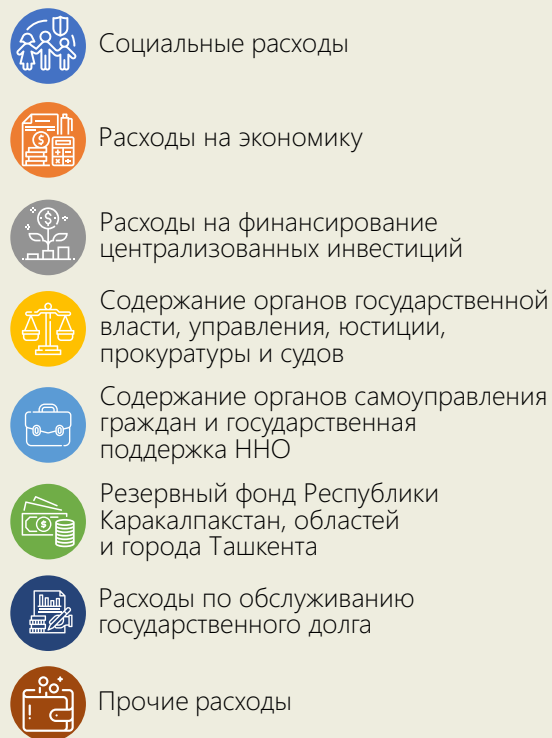 Социальные расходы
Расходы на экономику
Расходы на финансирование
централизованных инвестиций
Содержание органов государственной
власти, управления, юстиции,
прокуратуры и судов
Содержание органов самоуправления
граждан и государственная
поддержка ННО
Резервный фонд Республики
Каракалпакстан, областей
и города Ташкента
Расходы по обслуживанию
государственного долга
Прочие расходы